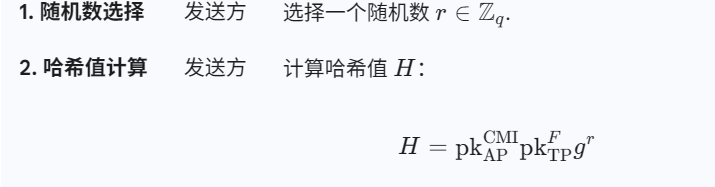 1. 随机数选择 发送方 选择一个随机数 r ∈ ℤ_q.
2. 哈希值计算 发送方 计算哈希值 H：
H = pk_AP^CMI pk_TP^F g^r